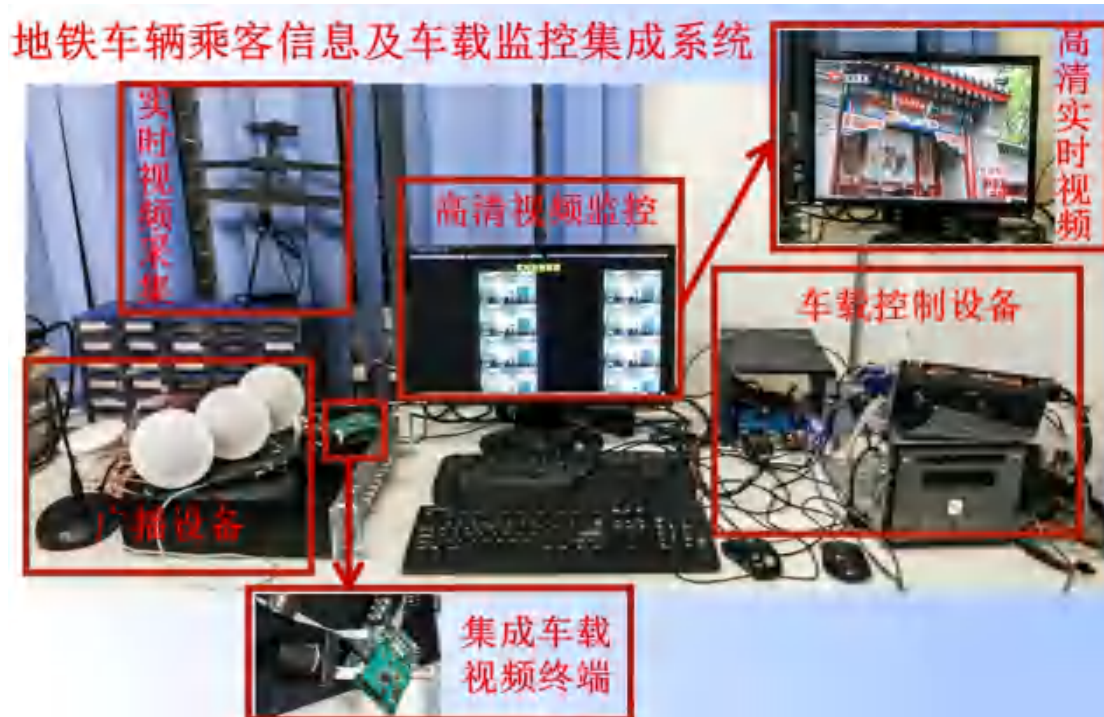 地铁车辆乘客信息及车载监控集成系统
高清实时视频
实时视频采集
高清视频监控
车载控制设备
广播设备
集成车载
视频终端